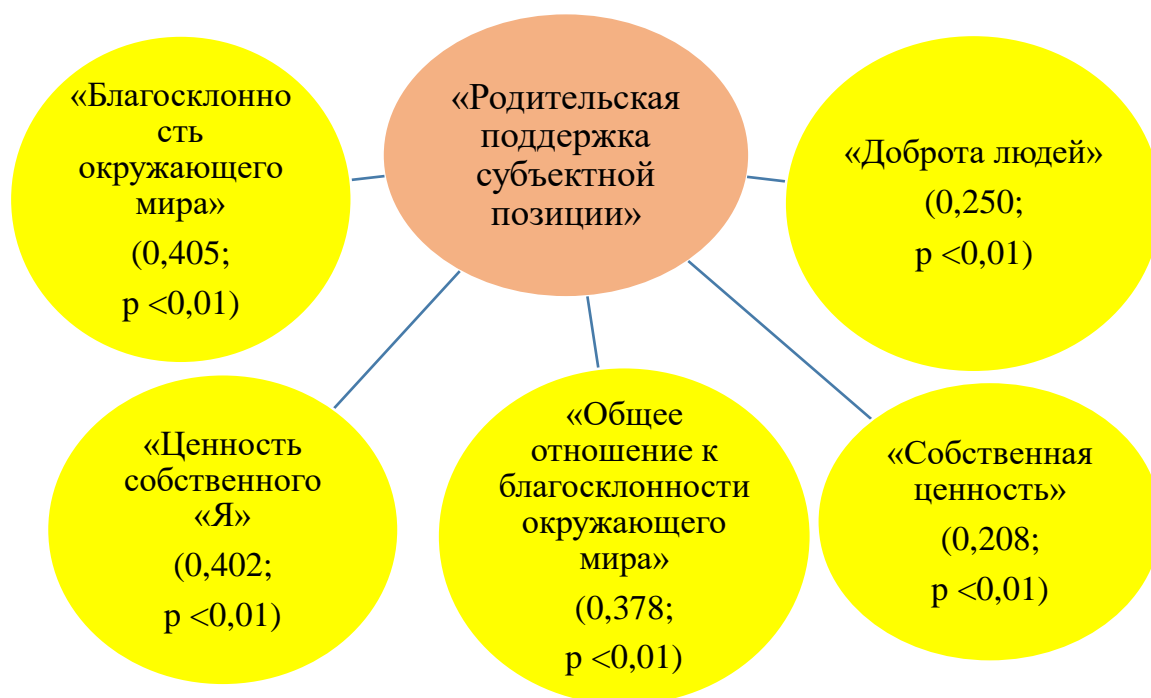 «Благосклонно
сть
окружающего
мира»
(0,405;
p <0,01)
«Родительская
поддержка
субъектной
позиции»
«Доброта людей»
(0,250;
p <0,01)
«Ценность
собственного
«Я»
(0,402;
p <0,01)
«Общее
отношение к
благосклонности
окружающего
мира»
(0,378;
p <0,01)
«Собственная
ценность»
(0,208;
p <0,01)